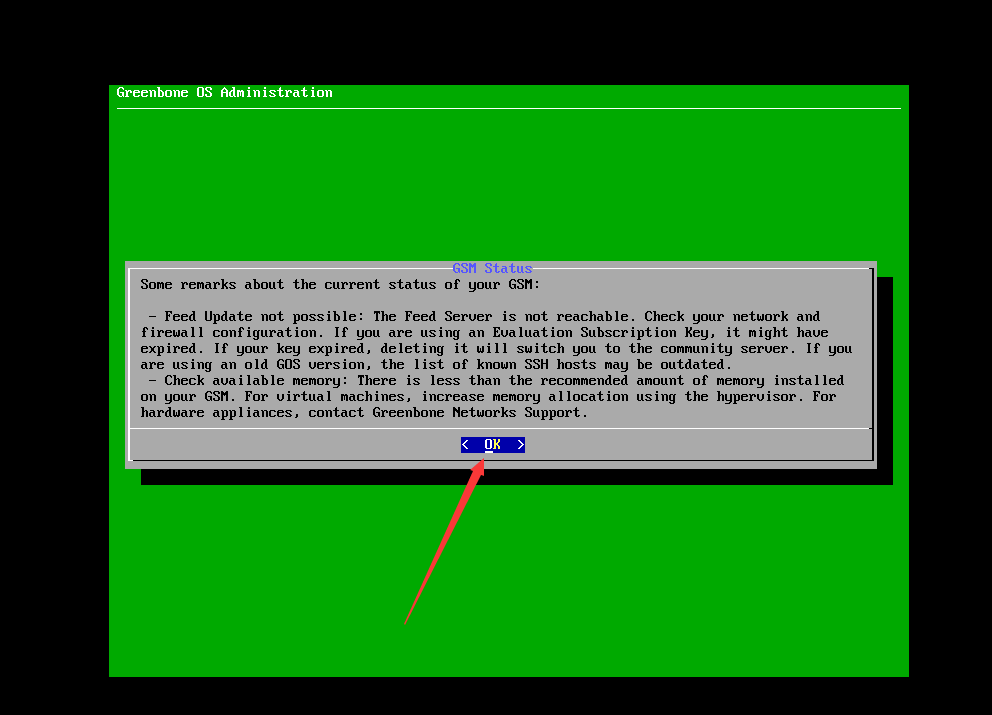 Greenbone OS Administration
GSM Status
Some remarks about the current status of your GSM:
- Feed Update not possible: The Feed Server is not reachable. Check your network and
firewall configuration. If you are using an Evaluation Subscription Key, it might have
expired. If your key expired, deleting it will switch you to the community server. If you
are using an old GOS version, the list of known SSH hosts may be outdated.
- Check available memory: There is less than the recommended amount of memory installed
on your GSM. For virtual machines, increase memory allocation using the hypervisor. For
hardware appliances, contact Greenbone Networks Support.
< OK >